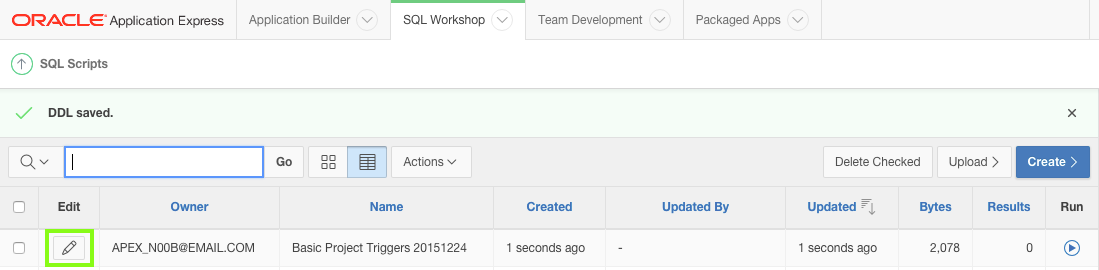 ORACLE Application Express Application Builder SQL Workshop Team Development Packaged Apps
SQL Scripts
DDL saved.
Go Actions Delete Checked Upload Create
Edit Owner Name Created Updated By Updated Bytes Results Run
APEX_N00B@EMAIL.COM Basic Project Triggers 20151224 1 seconds ago - 1 seconds ago 2,078 0